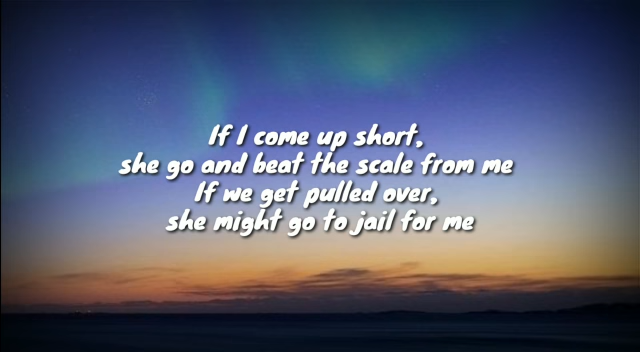 If I come up short,
she go and beat the scale from me
If we get pulled over,
she might go to jail for me